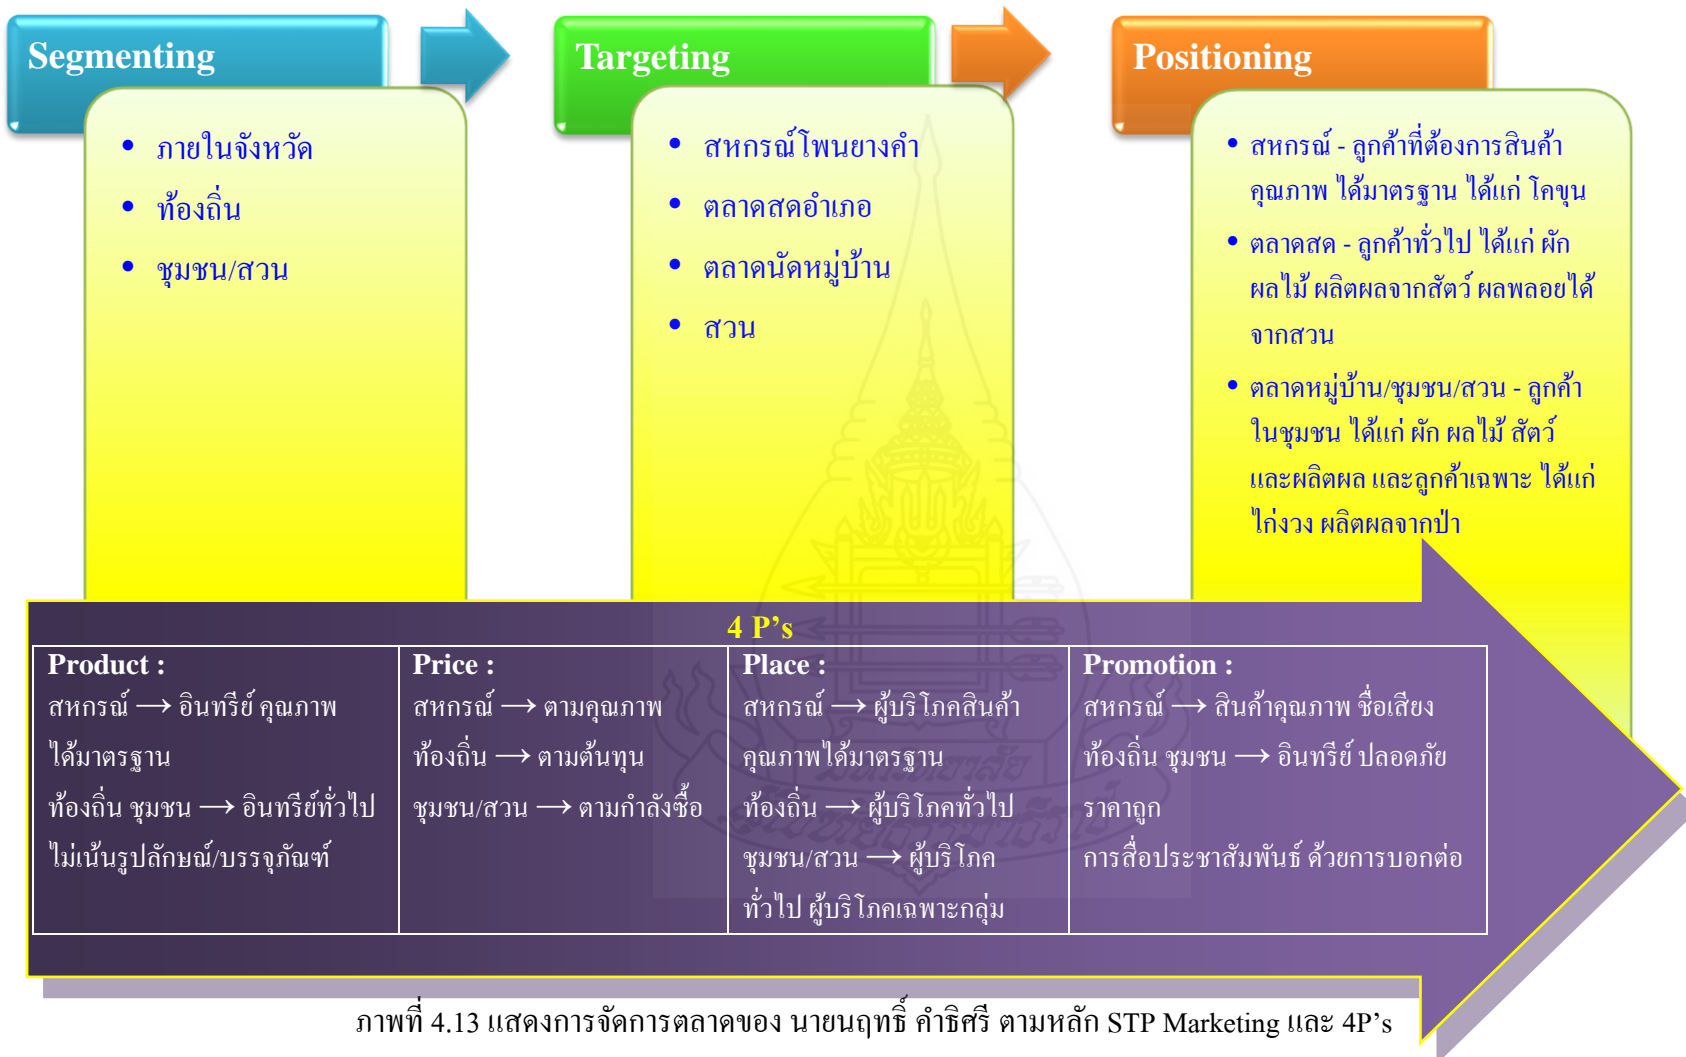 Segmenting
• ภายในจังหวัด
• ท้องถิ่น
• ชุมชน/สวน
Targeting
• สหกรณ์โพนยางคำ
• ตลาดสดอำเภอ
• ตลาดนัดหมู่บ้าน
• สวน
Positioning
• สหกรณ์ - ลูกค้าที่ต้องการสินค้า
คุณภาพ ได้มาตรฐาน ได้แก่ โคขุน
• ตลาดสด - ลูกค้าทั่วไป ได้แก่ ผัก
ผลไม้ ผลิตผลจากสัตว์ ผลพลอยได้
จากสวน
• ตลาดหมู่บ้าน/ชุมชน/สวน - ลูกค้า
ในชุมชน ได้แก่ ผัก ผลไม้ สัตว์
และผลิตผล และลูกค้าเฉพาะ ได้แก่
ไก่งวง ผลิตผลจากป่า
4 P’s
Product :
สหกรณ์ → อินทรีย์ คุณภาพ
ได้มาตรฐาน
ท้องถิ่น ชุมชน → อินทรีย์ทั่วไป
ไม่เน้นรูปลักษณ์/บรรจุภัณฑ์
Price :
สหกรณ์ → ตามคุณภาพ
ท้องถิ่น → ตามต้นทุน
ชุมชน/สวน → ตามกำลังซื้อ
Place :
สหกรณ์ → ผู้บริโภคสินค้า
คุณภาพได้มาตรฐาน
ท้องถิ่น → ผู้บริโภคทั่วไป
ชุมชน/สวน → ผู้บริโภค
ทั่วไป ผู้บริโภคเฉพาะกลุ่ม
Promotion :
สหกรณ์ → สินค้าคุณภาพ ชื่อเสียง
ท้องถิ่น ชุมชน → อินทรีย์ ปลอดภัย
ราคาถูก
การสื่อประชาสัมพันธ์ ด้วยการบอกต่อ
ภาพที่ 4.13 แสดงการจัดการตลาดของ นายนฤทธิ์ คำธิศรี ตามหลัก STP Marketing และ 4P’s